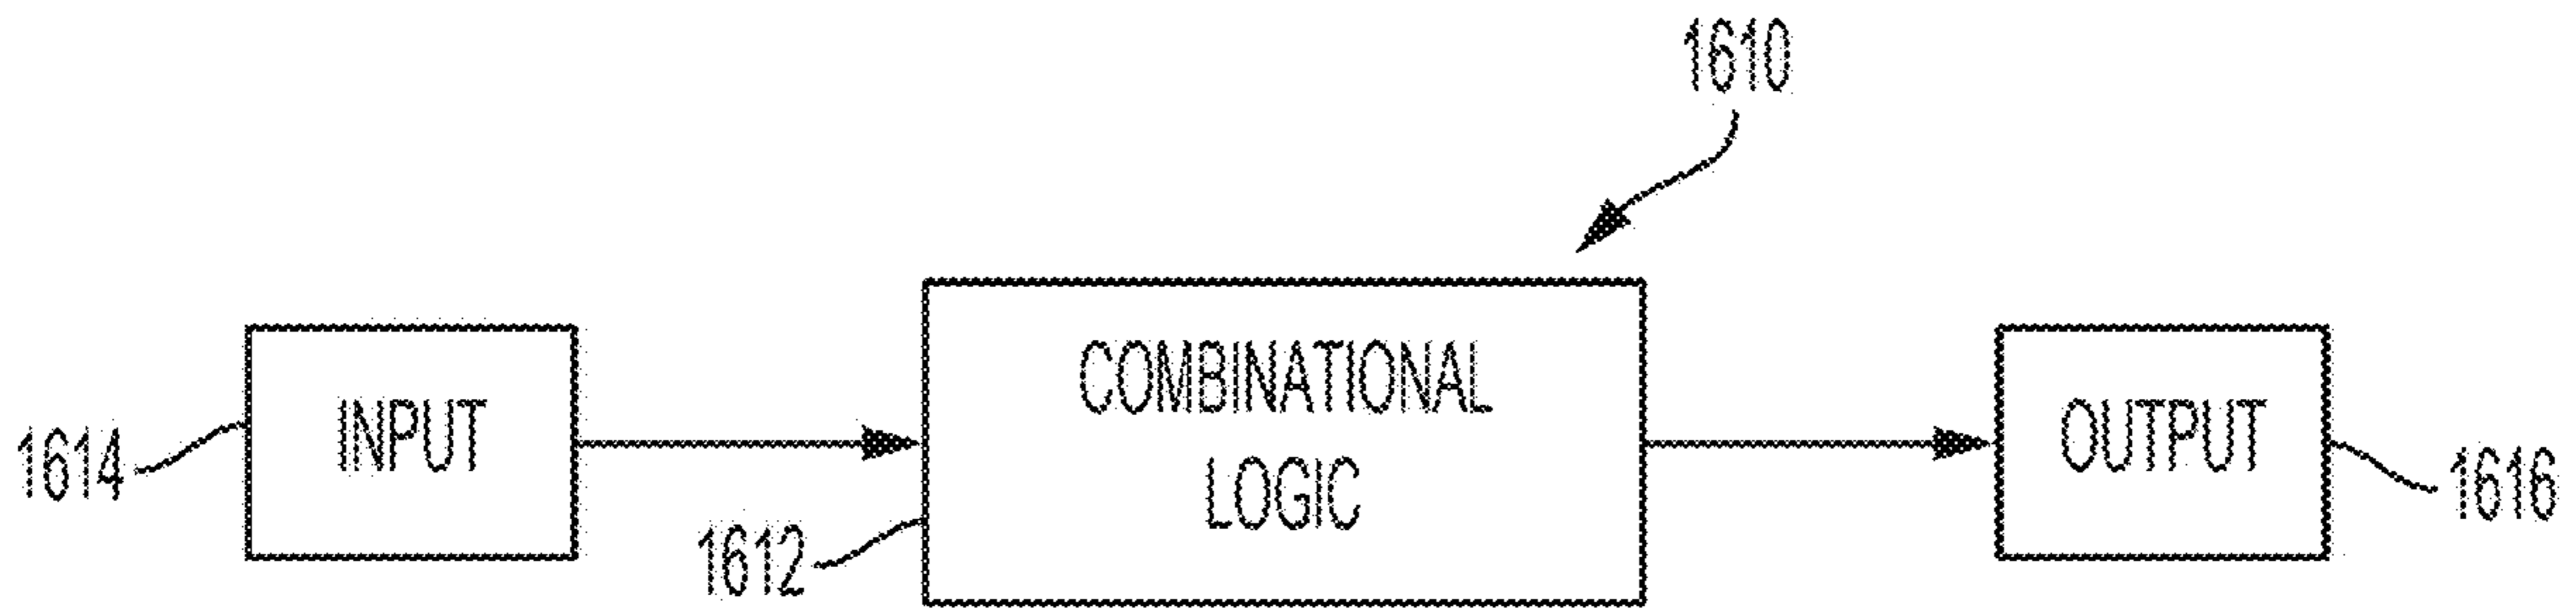 1610
INPUT
COMBINATIONAL
LOGIC
OUTPUT
1614
1612
1616